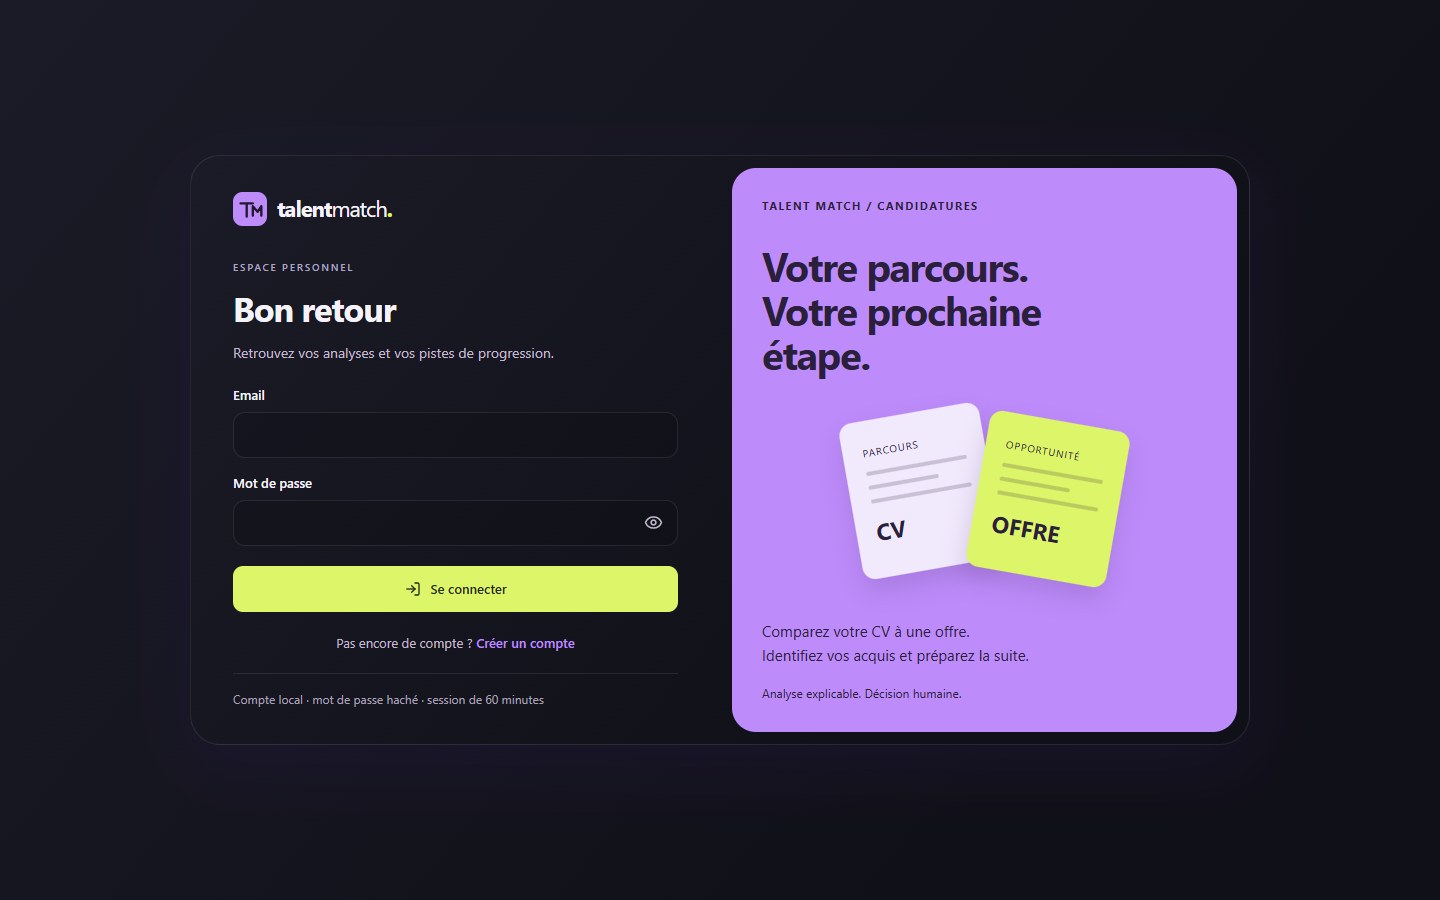 TM talentmatch.
ESPACE PERSONNEL
Bon retour
Retrouvez vos analyses et vos pistes de progression.
Email
Mot de passe
Se connecter
Pas encore de compte ? Créer un compte
Compte local · mot de passe haché · session de 60 minutes
TALENT MATCH / CANDIDATURES
Votre parcours.
Votre prochaine
étape.
PARCOURS
CV
OPPORTUNITÉ
OFFRE
Comparez votre CV à une offre.
Identifiez vos acquis et préparez la suite.
Analyse explicable. Décision humaine.